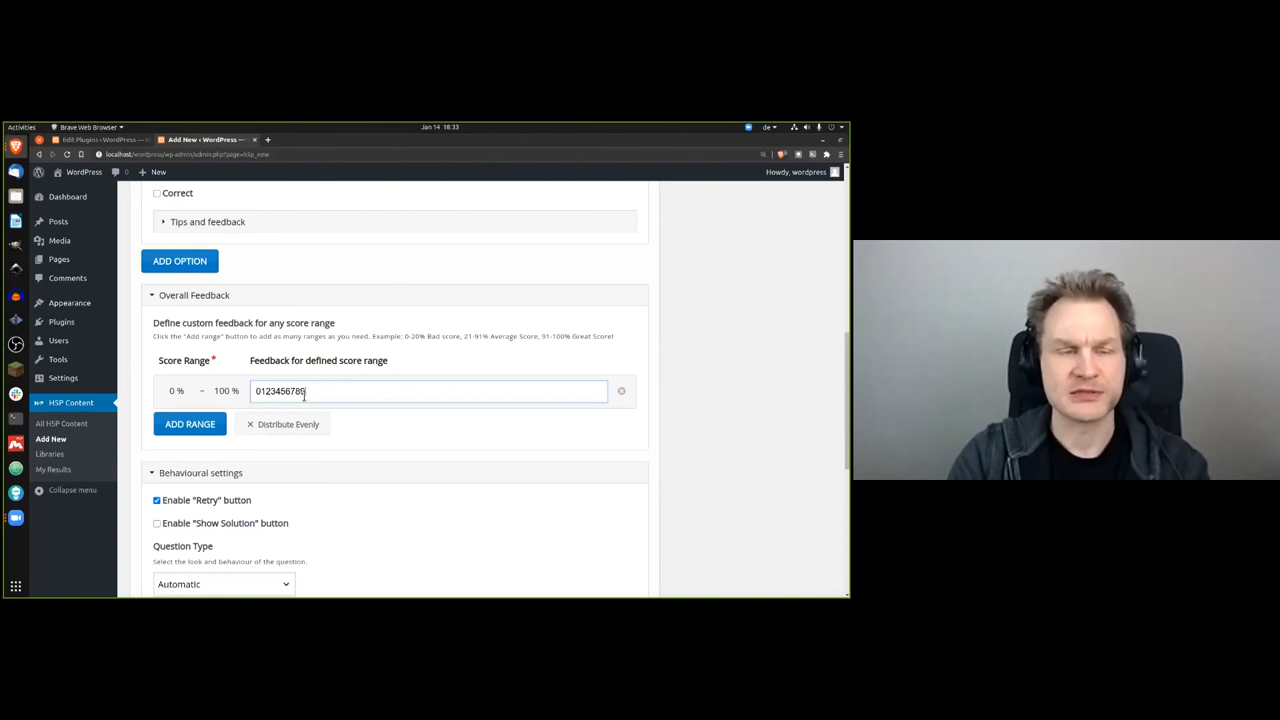 Activities Brave Web Browser Jan 14 18:33 de
Edit Plugins ‹ WordPress — Add New ‹ WordPress —
localhost/wordpress/wp-admin/admin.php?page=h5p_new
WordPress 0 New Howdy, wordpress
Dashboard
Posts
Media
Pages
Comments
Appearance
Plugins
Users
Tools
Settings
H5P H5P Content
All H5P Content
Add New
Libraries
My Results
Collapse menu
Correct
Tips and feedback
ADD OPTION
Overall Feedback
Define custom feedback for any score range
Click the "Add range" button to add as many ranges as you need. Example: 0-20% Bad score, 21-91% Average Score, 91-100% Great Score!
Score Range* Feedback for defined score range
0 % – 100 % 0123456789
ADD RANGE Distribute Evenly
Behavioural settings
Enable "Retry" button
Enable "Show Solution" button
Question Type
Select the look and behaviour of the question.
Automatic